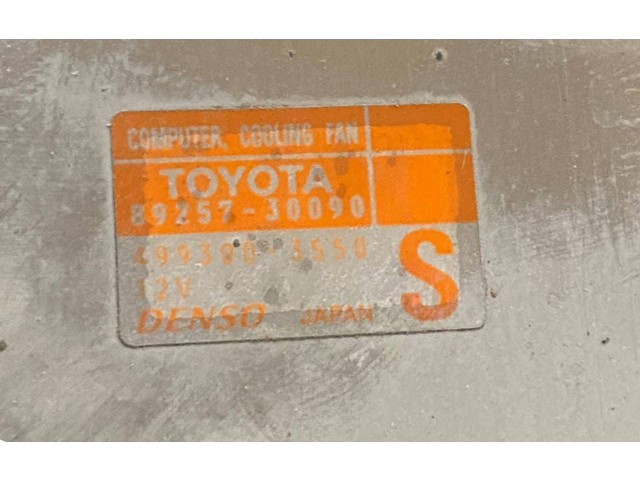 COMPUTER, COOLING FAN
TOYOTA
89257-30090
499300-3550
12V
DENSO JAPAN
S